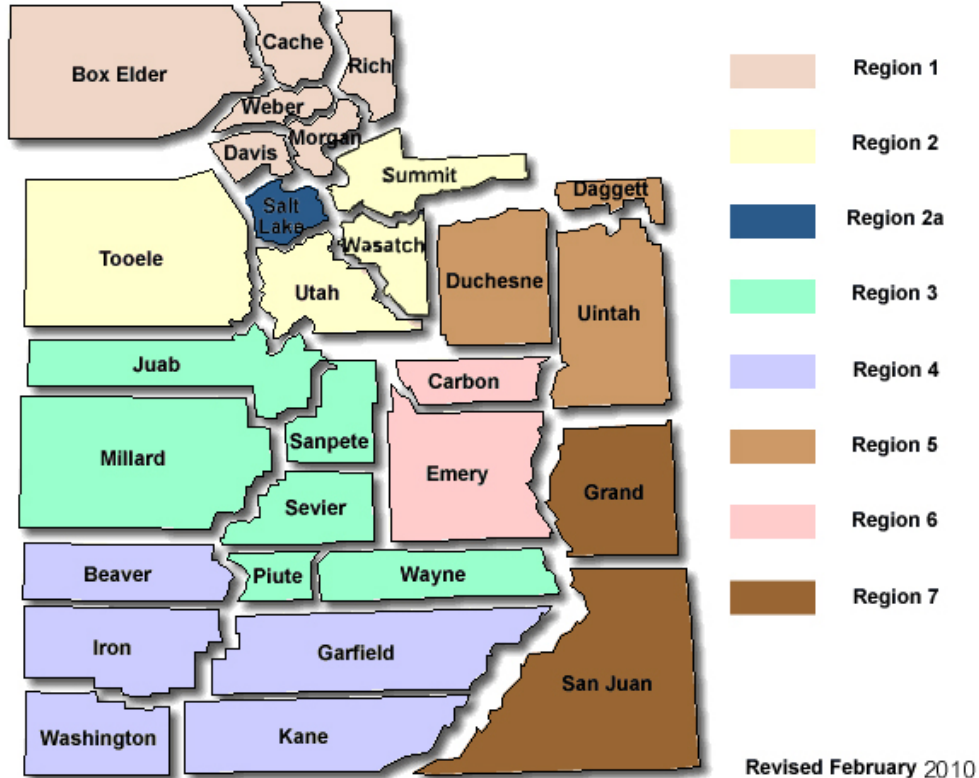 Box Elder
Cache
Rich
Weber
Morgan
Davis
Summit
Salt
Lake
Wasatch
Tooele
Utah
Daggett
Duchesne
Uintah
Juab
Carbon
Sanpete
Millard
Emery
Sevier
Grand
Beaver
Piute
Wayne
Iron
Garfield
San Juan
Washington
Kane
Region 1
Region 2
Region 2a
Region 3
Region 4
Region 5
Region 6
Region 7
Revised February 2010